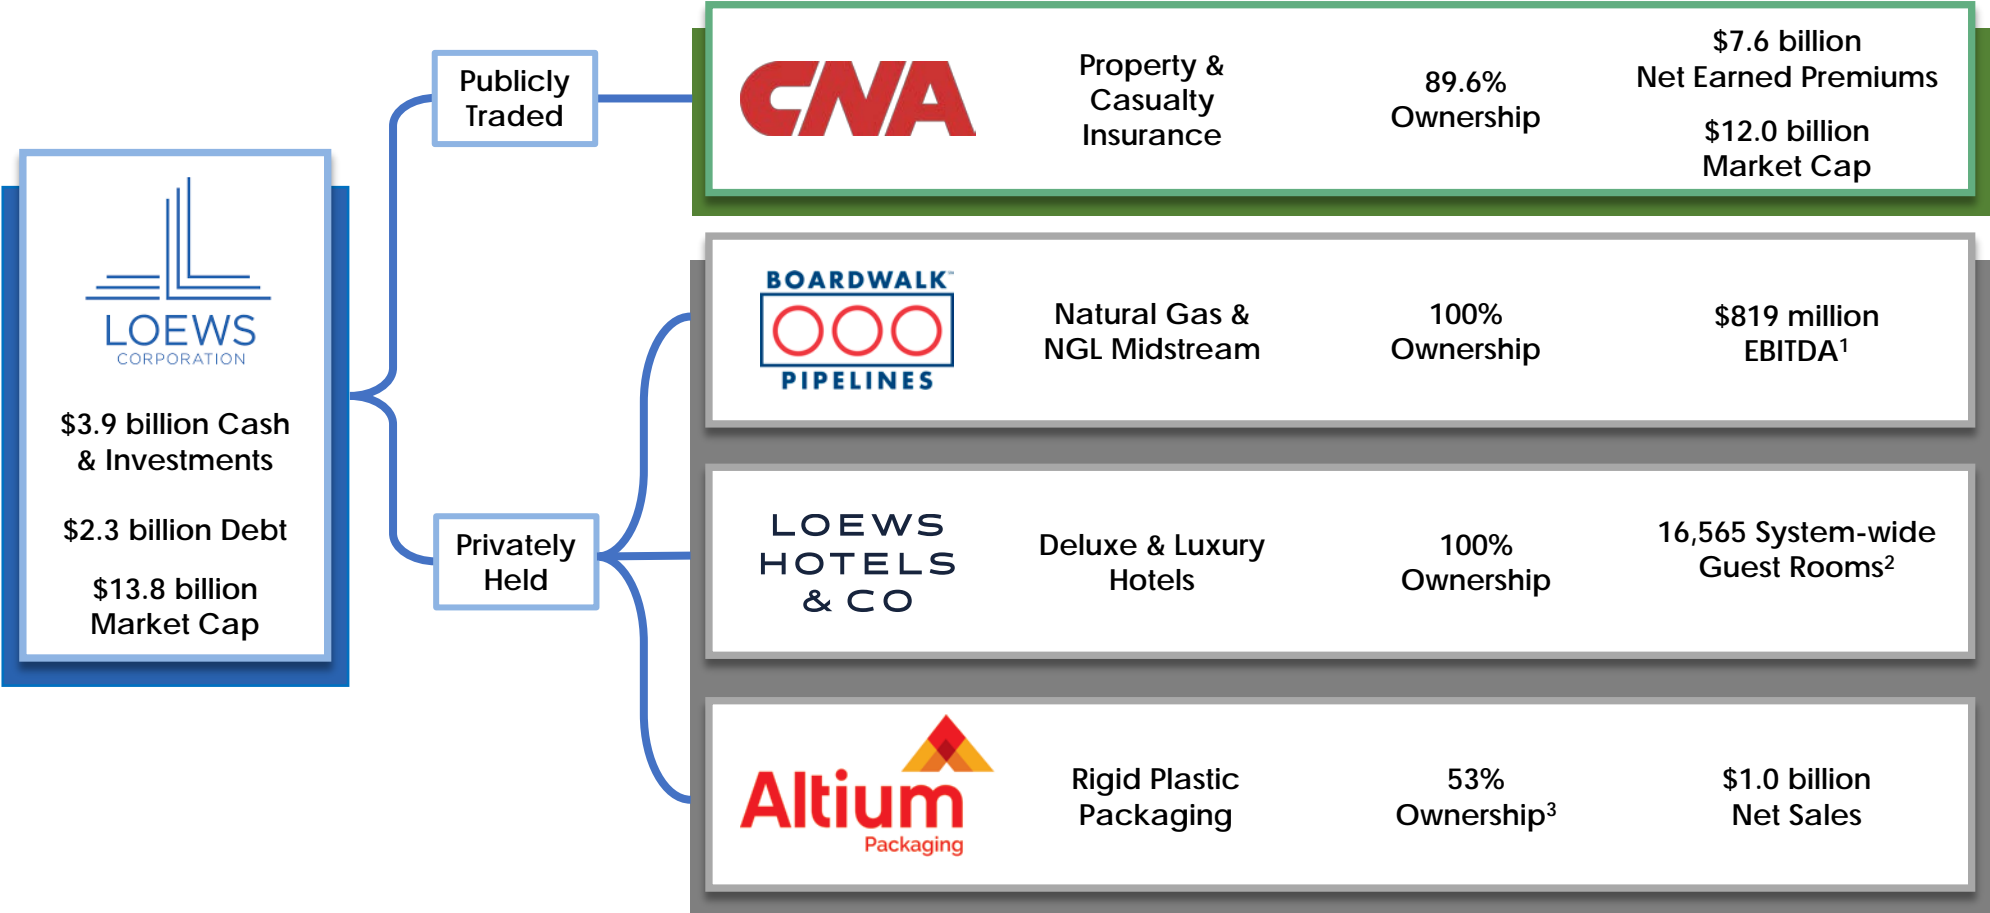 LOEWS
CORPORATION
$3.9 billion Cash
& Investments
$2.3 billion Debt
$13.8 billion
Market Cap
Publicly
Traded
Privately
Held
CNA
Property &
Casualty
Insurance
89.6%
Ownership
$7.6 billion
Net Earned Premiums
$12.0 billion
Market Cap
BOARDWALK™
PIPELINES
Natural Gas &
NGL Midstream
100%
Ownership
$819 million
EBITDA¹
LOEWS
HOTELS
& CO
Deluxe & Luxury
Hotels
100%
Ownership
16,565 System-wide
Guest Rooms²
Altium
Packaging
Rigid Plastic
Packaging
53%
Ownership³
$1.0 billion
Net Sales